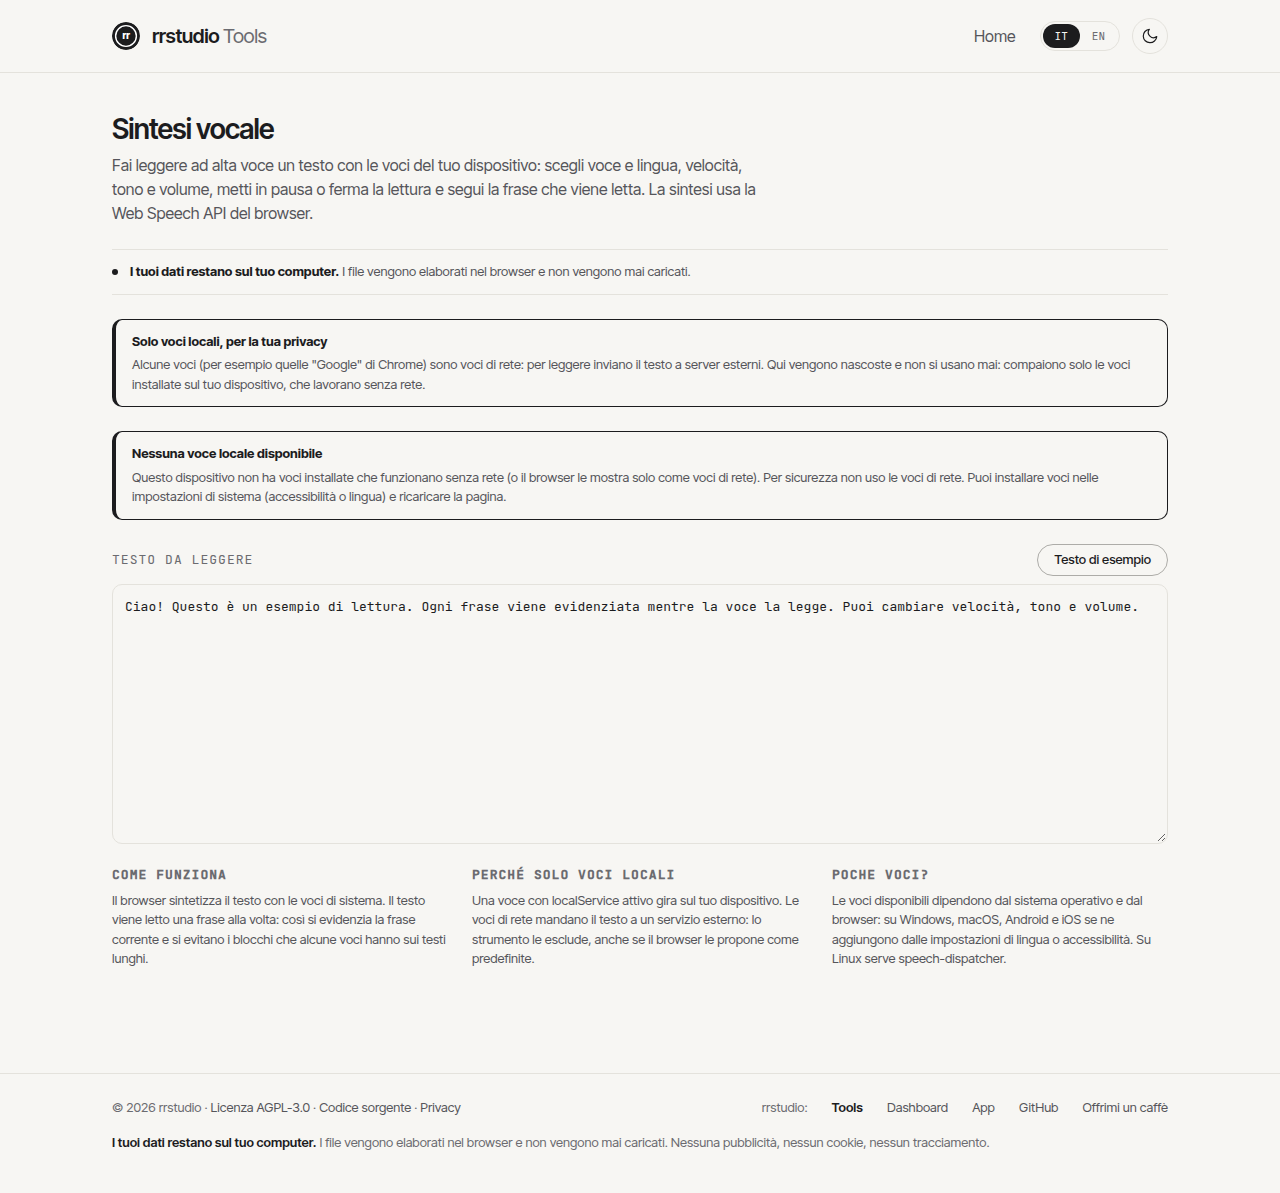 rr rrstudio Tools
Home
IT EN
Sintesi vocale
Fai leggere ad alta voce un testo con le voci del tuo dispositivo: scegli voce e lingua, velocità,
tono e volume, metti in pausa o ferma la lettura e segui la frase che viene letta. La sintesi usa la
Web Speech API del browser.
I tuoi dati restano sul tuo computer. I file vengono elaborati nel browser e non vengono mai caricati.
Solo voci locali, per la tua privacy
Alcune voci (per esempio quelle "Google" di Chrome) sono voci di rete: per leggere inviano il testo a server esterni. Qui vengono nascoste e non si usano mai: compaiono solo le voci
installate sul tuo dispositivo, che lavorano senza rete.
Nessuna voce locale disponibile
Questo dispositivo non ha voci installate che funzionano senza rete (o il browser le mostra solo come voci di rete). Per sicurezza non uso le voci di rete. Puoi installare voci nelle
impostazioni di sistema (accessibilità o lingua) e ricaricare la pagina.
TESTO DA LEGGERE
Testo di esempio
Ciao! Questo è un esempio di lettura. Ogni frase viene evidenziata mentre la voce la legge. Puoi cambiare velocità, tono e volume.
COME FUNZIONA
Il browser sintetizza il testo con le voci di sistema. Il testo
viene letto una frase alla volta: così si evidenzia la frase
corrente e si evitano i blocchi che alcune voci hanno sui testi
lunghi.
PERCHÉ SOLO VOCI LOCALI
Una voce con localService attivo gira sul tuo dispositivo. Le
voci di rete mandano il testo a un servizio esterno: lo
strumento le esclude, anche se il browser le propone come
predefinite.
POCHE VOCI?
Le voci disponibili dipendono dal sistema operativo e dal
browser: su Windows, macOS, Android e iOS se ne
aggiungono dalle impostazioni di lingua o accessibilità. Su
Linux serve speech-dispatcher.
© 2026 rrstudio · Licenza AGPL-3.0 · Codice sorgente · Privacy
rrstudio: Tools Dashboard App GitHub Offrimi un caffè
I tuoi dati restano sul tuo computer. I file vengono elaborati nel browser e non vengono mai caricati. Nessuna pubblicità, nessun cookie, nessun tracciamento.